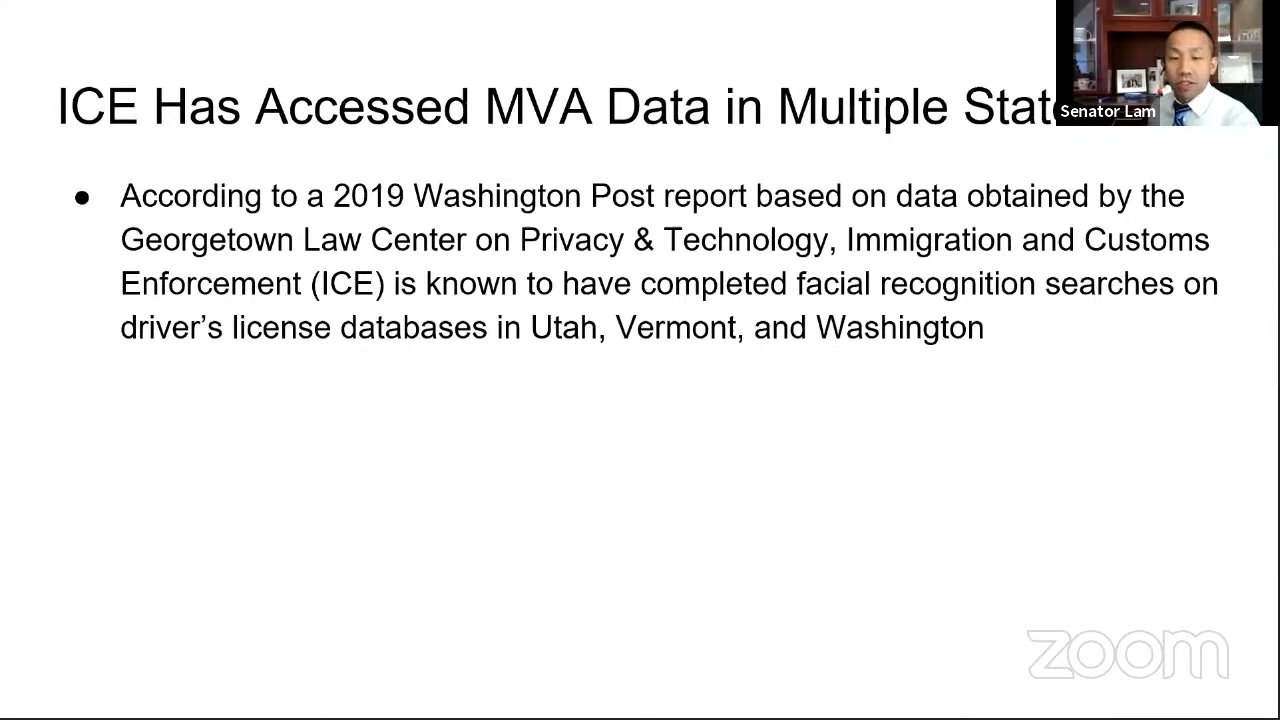 ICE Has Accessed MVA Data in Multiple State
Senator Lam
● According to a 2019 Washington Post report based on data obtained by the
Georgetown Law Center on Privacy & Technology, Immigration and Customs
Enforcement (ICE) is known to have completed facial recognition searches on
driver’s license databases in Utah, Vermont, and Washington
zoom